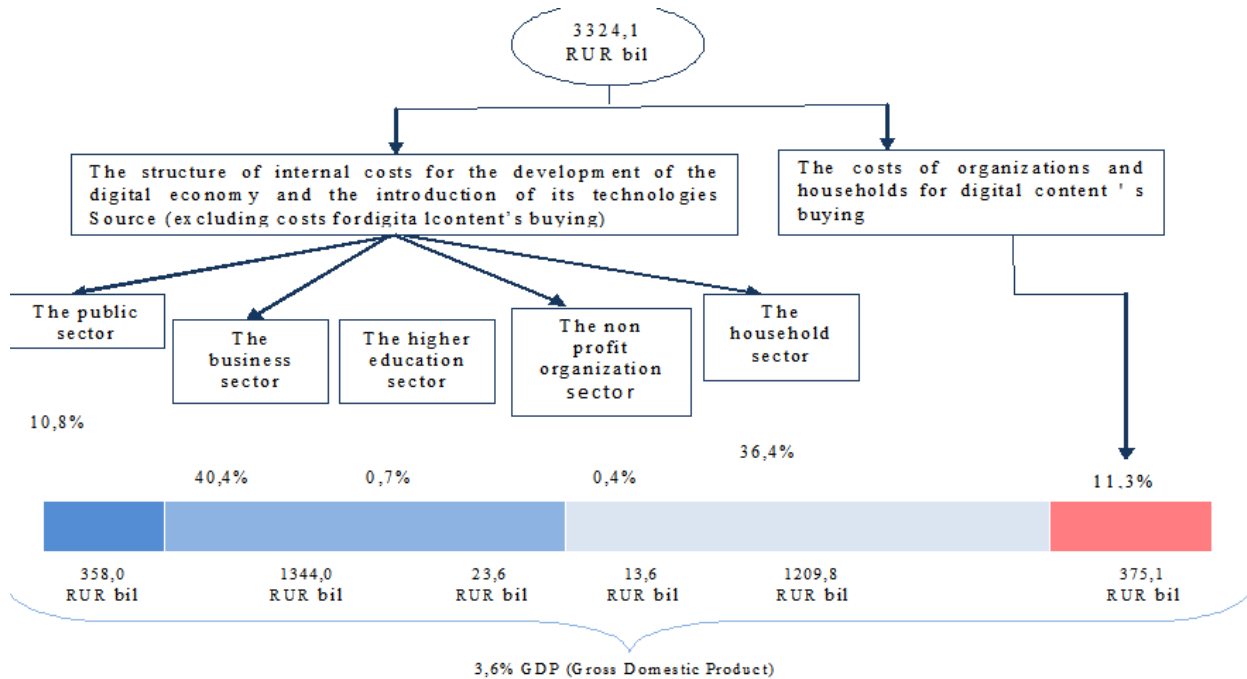 3324,1
RUR bil
The structure of internal costs for the development of the
digital economy and the introduction of its technologies
Source (excluding costs fordigita lcontent’s buying)
The costs of organizations and
households for digital content ' s
buying
The public
sector
The
business
sector
The higher
education
sector
The non
profit
organization
sector
The
household
sector
10,8%
40,4%
0,7%
0,4%
36,4%
11,3%
358,0
RUR bil
1344,0
RUR bil
23,6
RUR bil
13,6
RUR bil
1209,8
RUR bil
375,1
RUR bil
3,6% GDP (Gross Domestic Product)